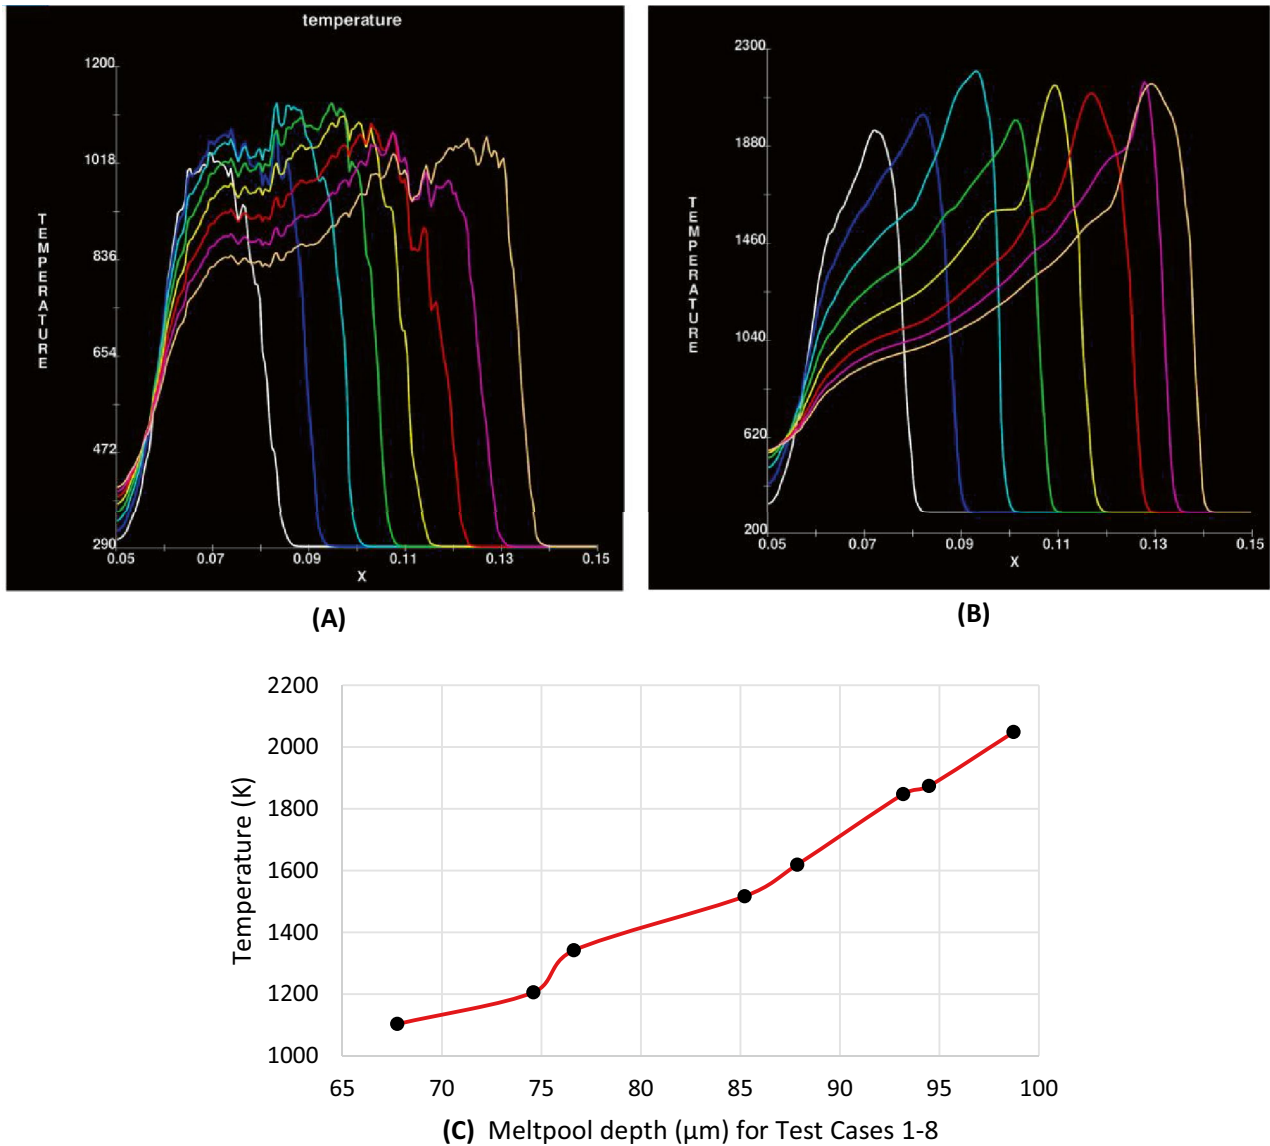 temperature
1200
1018
836
654
472
290
TEMPERATURE
0.05 0.07 0.09 0.11 0.13 0.15
X
(A)
2300
1880
1460
1040
620
200
TEMPERATURE
0.05 0.07 0.09 0.11 0.13 0.15
X
(B)
2200
2000
1800
1600
1400
1200
1000
Temperature (K)
65 70 75 80 85 90 95 100
(C) Meltpool depth (µm) for Test Cases 1-8